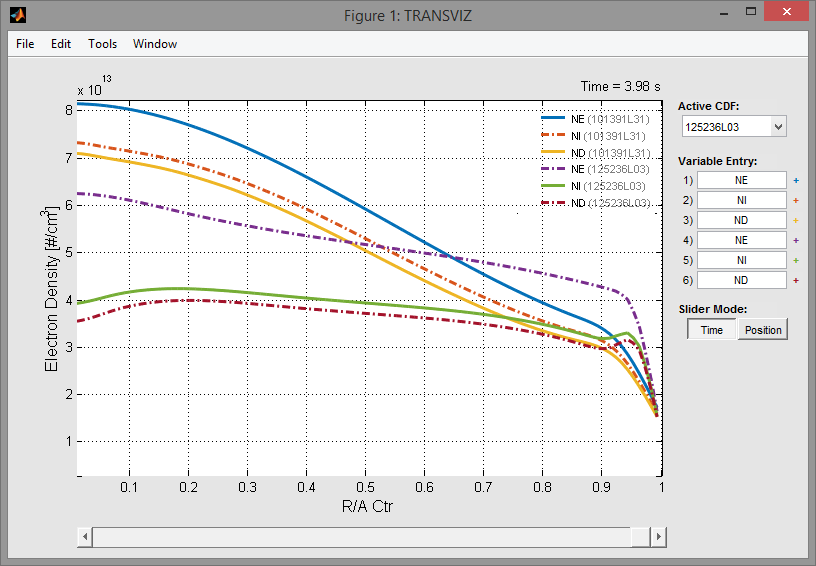 Figure 1: TRANSVIZ
File Edit Tools Window
x 10^13
Time = 3.98 s
8
7
6
5
4
3
2
1
Electron Density [#/cm^3]
0.1 0.2 0.3 0.4 0.5 0.6 0.7 0.8 0.9 1
R/A Ctr
NE (101391L31)
NI (101391L31)
ND (101391L31)
NE (125236L03)
NI (125236L03)
ND (125236L03)
Active CDF:
125236L03
Variable Entry:
1) NE +
2) NI +
3) ND +
4) NE +
5) NI +
6) ND +
Slider Mode:
Time Position